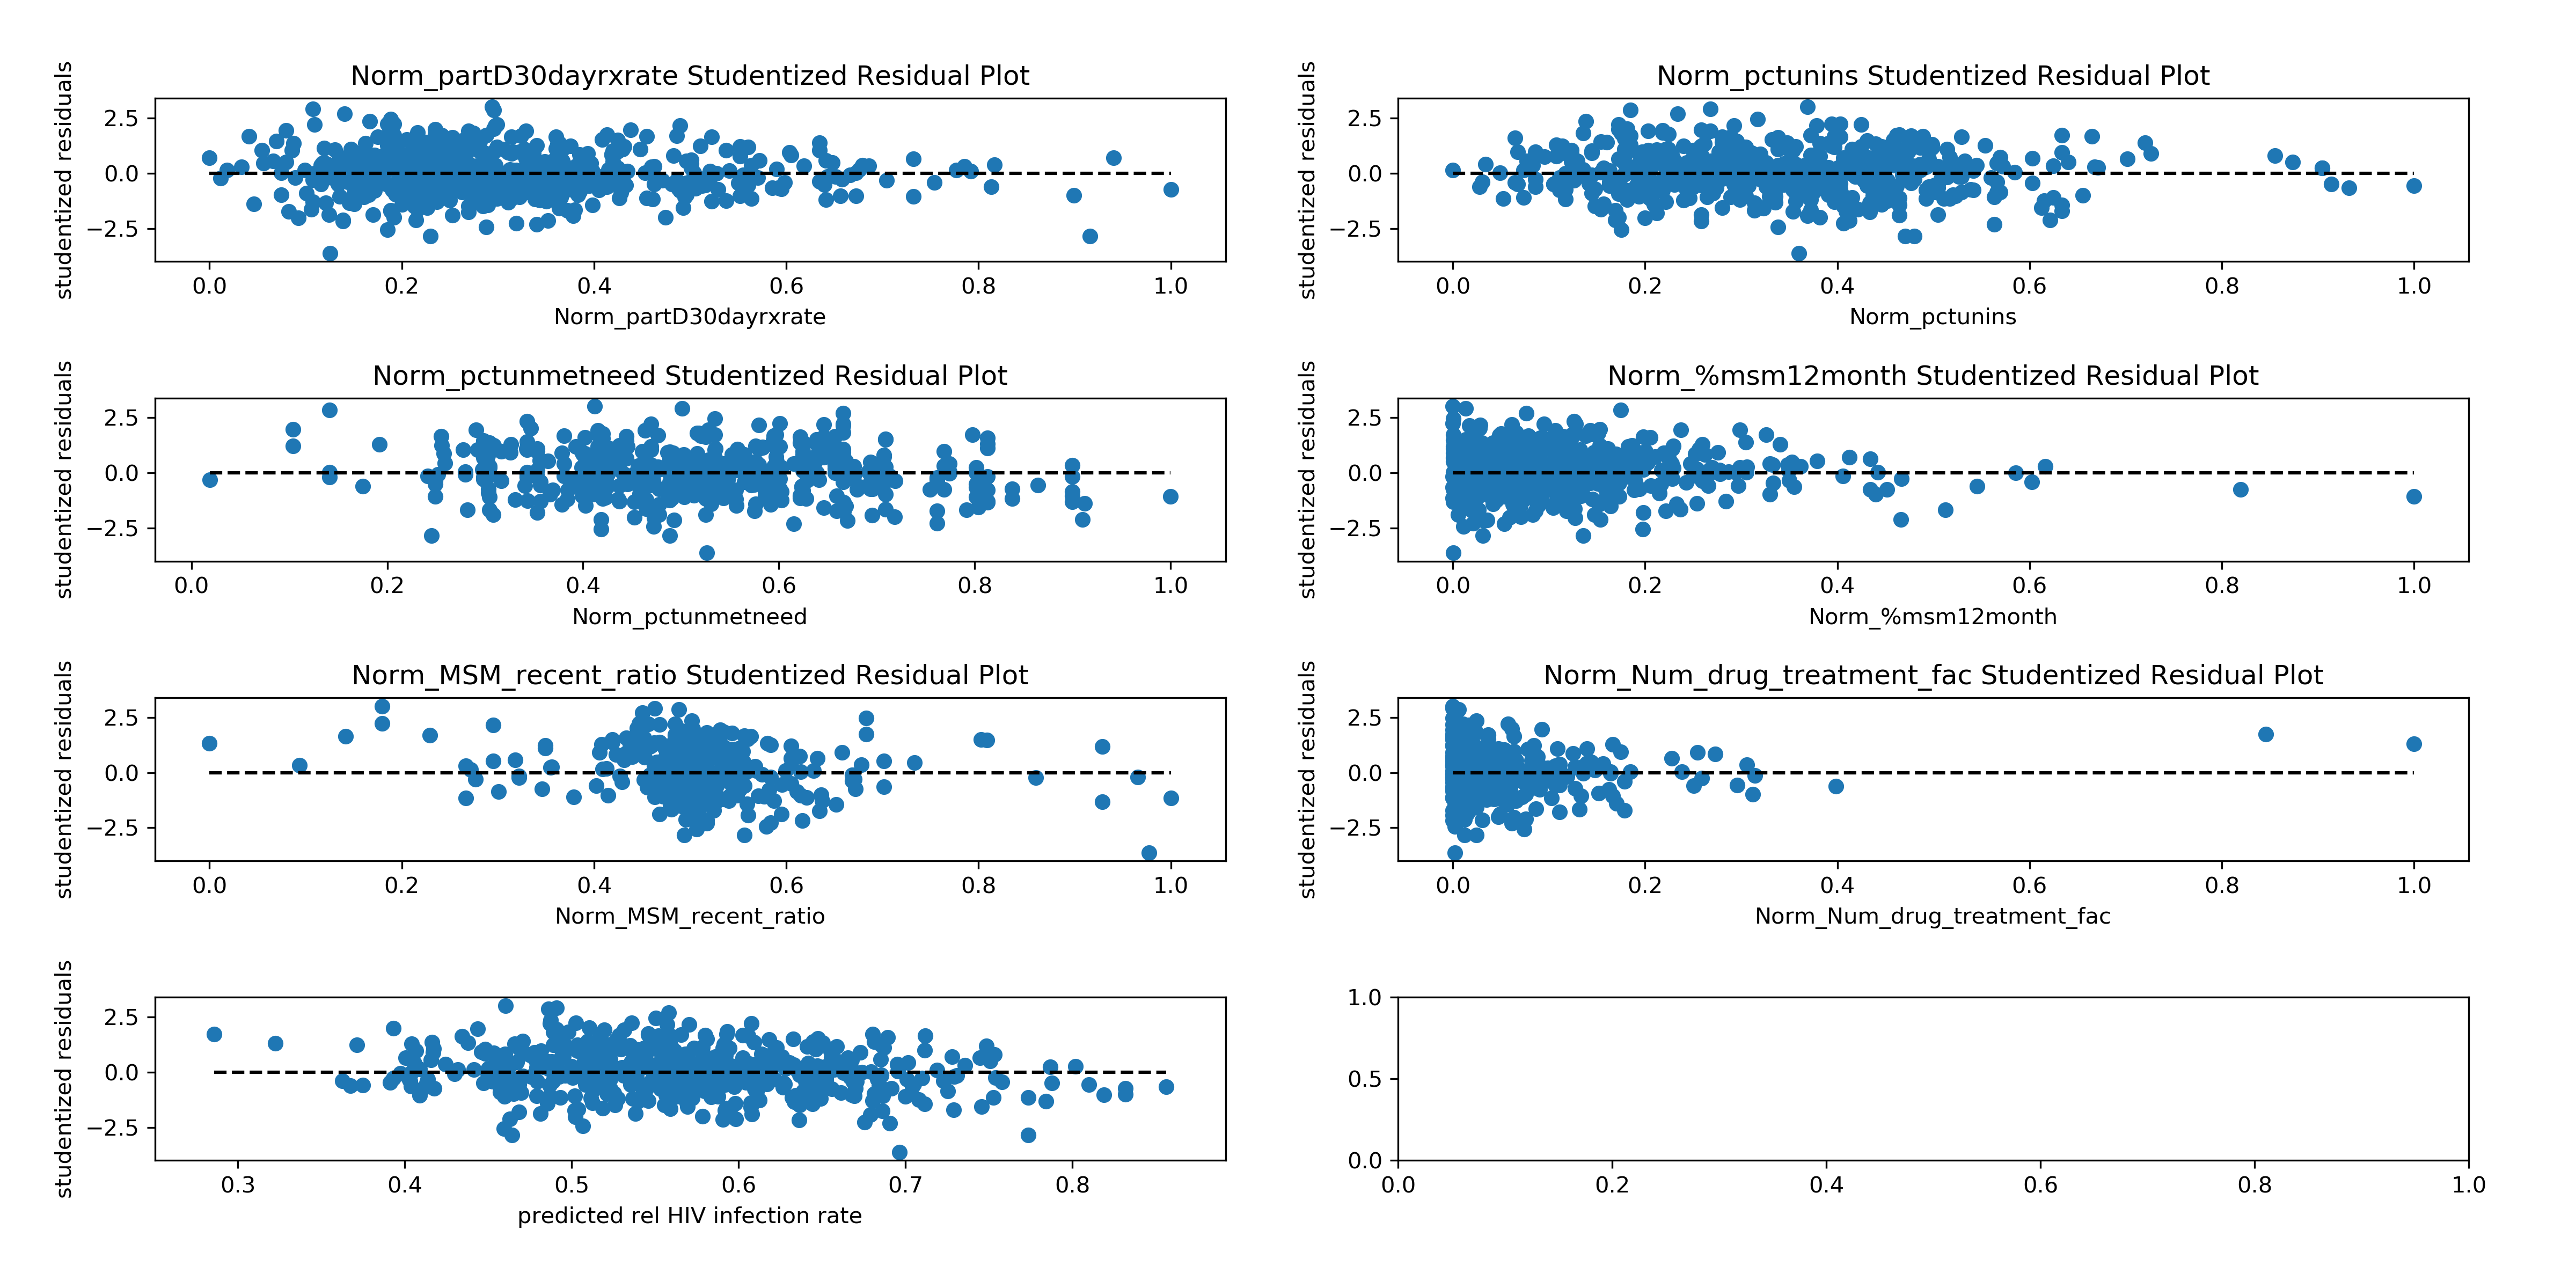 Norm_partD30dayrxrate Studentized Residual Plot
studentized residuals
2.5
0.0
−2.5
0.0 0.2 0.4 0.6 0.8 1.0
Norm_partD30dayrxrate
Norm_pctunins Studentized Residual Plot
studentized residuals
2.5
0.0
−2.5
0.0 0.2 0.4 0.6 0.8 1.0
Norm_pctunins
Norm_pctunmetneed Studentized Residual Plot
studentized residuals
2.5
0.0
−2.5
0.0 0.2 0.4 0.6 0.8 1.0
Norm_pctunmetneed
Norm_%msm12month Studentized Residual Plot
studentized residuals
2.5
0.0
−2.5
0.0 0.2 0.4 0.6 0.8 1.0
Norm_%msm12month
Norm_MSM_recent_ratio Studentized Residual Plot
studentized residuals
2.5
0.0
−2.5
0.0 0.2 0.4 0.6 0.8 1.0
Norm_MSM_recent_ratio
Norm_Num_drug_treatment_fac Studentized Residual Plot
studentized residuals
2.5
0.0
−2.5
0.0 0.2 0.4 0.6 0.8 1.0
Norm_Num_drug_treatment_fac
studentized residuals
2.5
0.0
−2.5
0.3 0.4 0.5 0.6 0.7 0.8
predicted rel HIV infection rate
1.0
0.5
0.0
0.0 0.2 0.4 0.6 0.8 1.0